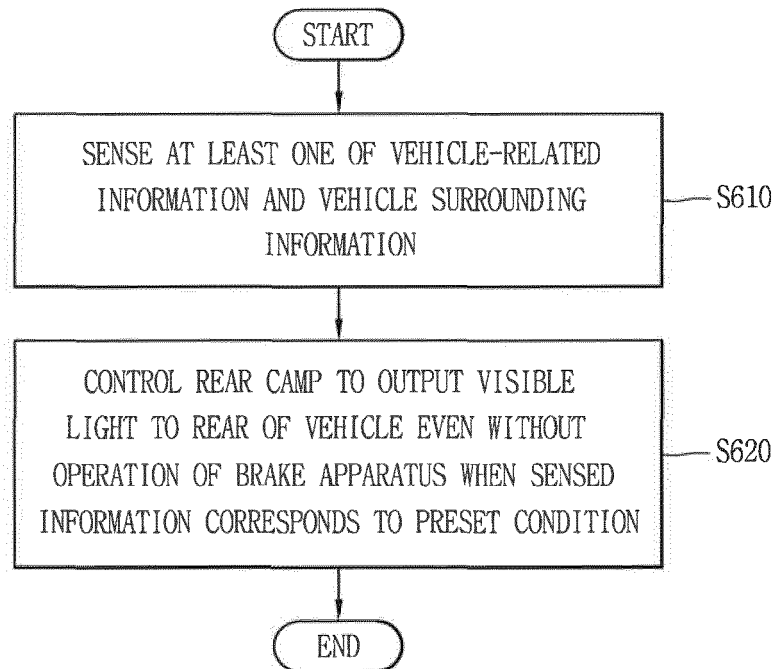 START
SENSE AT LEAST ONE OF VEHICLE-RELATED
INFORMATION AND VEHICLE SURROUNDING
INFORMATION
S610
CONTROL REAR CAMP TO OUTPUT VISIBLE
LIGHT TO REAR OF VEHICLE EVEN WITHOUT
OPERATION OF BRAKE APPARATUS WHEN SENSED
INFORMATION CORRESPONDS TO PRESET CONDITION
S620
END